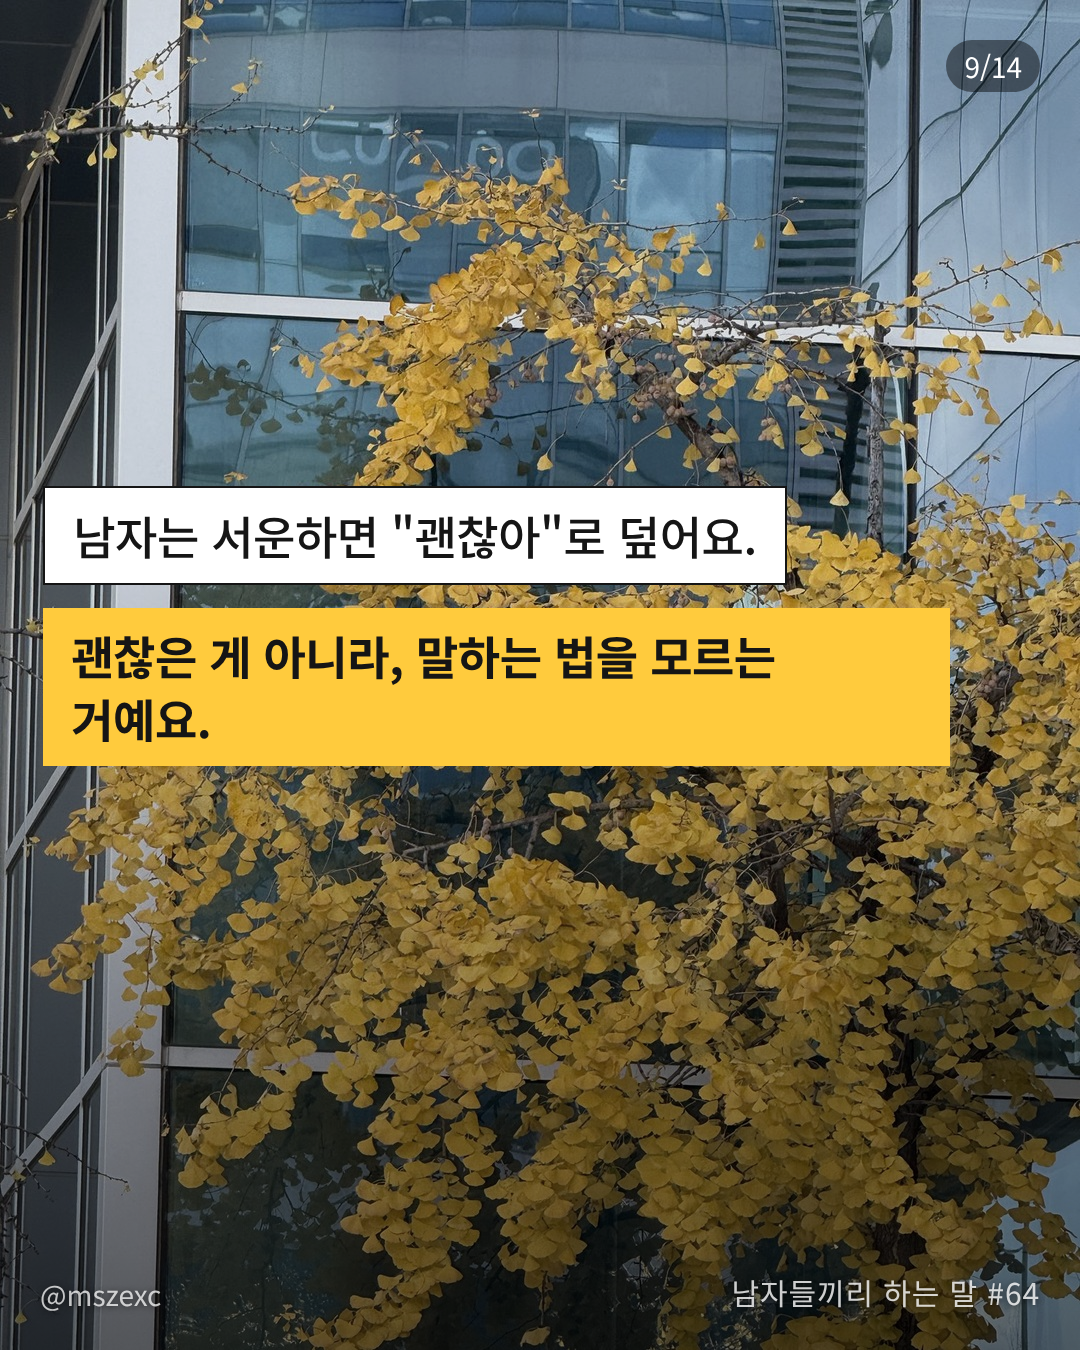 9/14
남자는 서운하면 "괜찮아"로 덮어요.
괜찮은 게 아니라, 말하는 법을 모르는
거예요.
@mszexc
남자들끼리 하는 말 #64